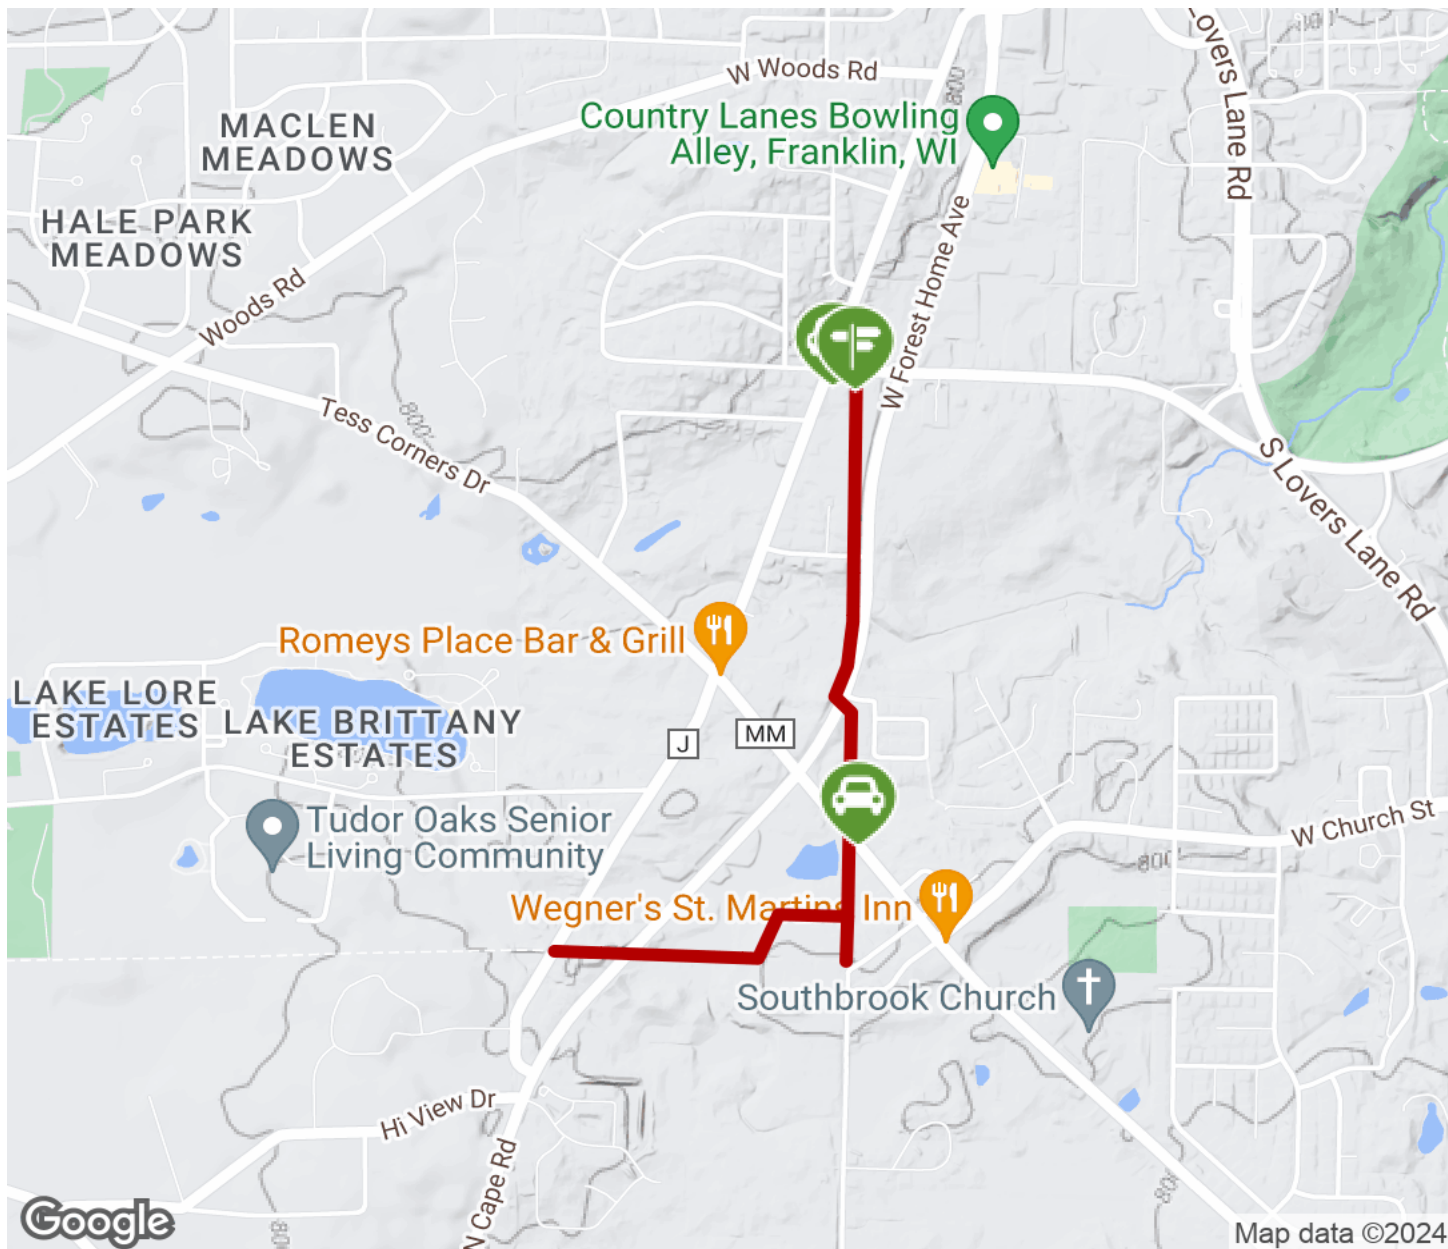 W Woods Rd
800
800'
Lovers Lane Rd
Country Lanes Bowling
Alley, Franklin, WI
MACLEN
MEADOWS
HALE PARK
MEADOWS
Woods Rd
W Forest Home Ave
Tess Corners Dr
800'
S Lovers Lane Rd
Romeys Place Bar & Grill
LAKE LORE
ESTATES
LAKE BRITTANY
ESTATES
J
MM
Tudor Oaks Senior
Living Community
W Church St
800'
Wegner's St. Martins Inn
Southbrook Church
Hi View Dr
N Cape Rd
Google
Map data ©2024